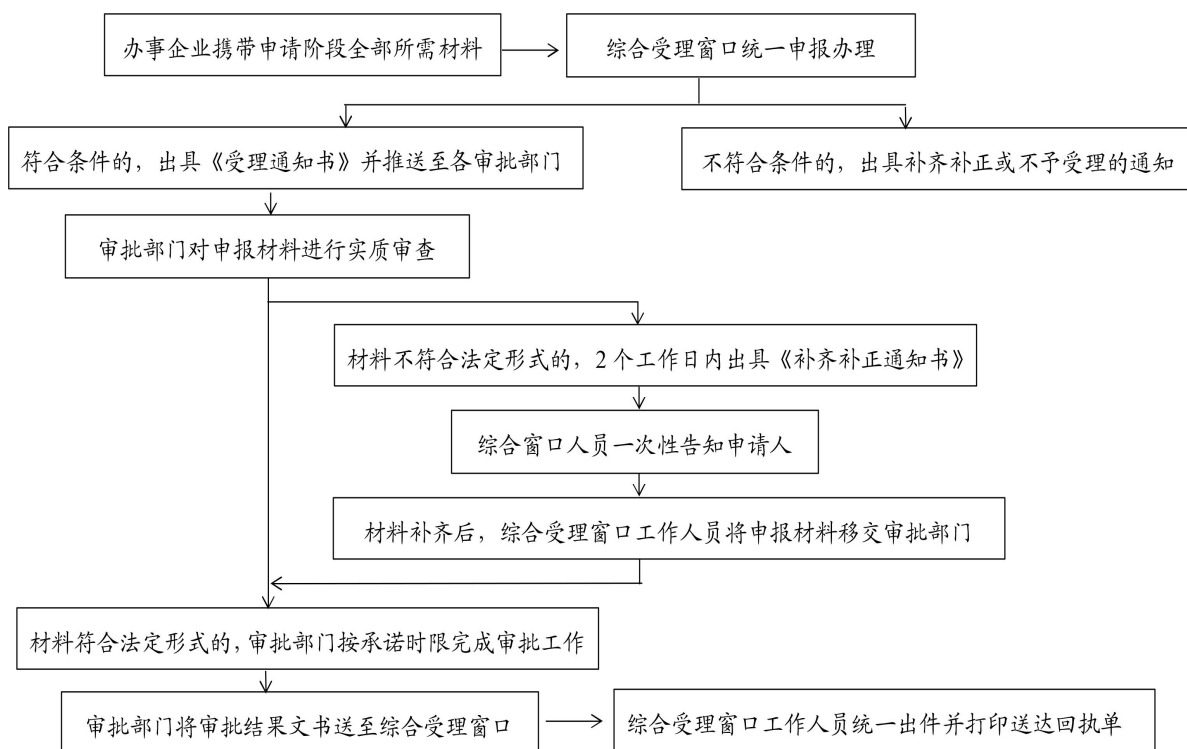 办事企业携带申请阶段全部所需材料
综合受理窗口统一申报办理
符合条件的，出具《受理通知书》并推送至各审批部门
不符合条件的，出具补齐补正或不予受理的通知
审批部门对申报材料进行实质审查
材料不符合法定形式的，2个工作日内出具《补齐补正通知书》
综合窗口人员一次性告知申请人
材料补齐后，综合受理窗口工作人员将申报材料移交审批部门
材料符合法定形式的，审批部门按承诺时限完成审批工作
审批部门将审批结果文书送至综合受理窗口
综合受理窗口工作人员统一出件并打印送达回执单